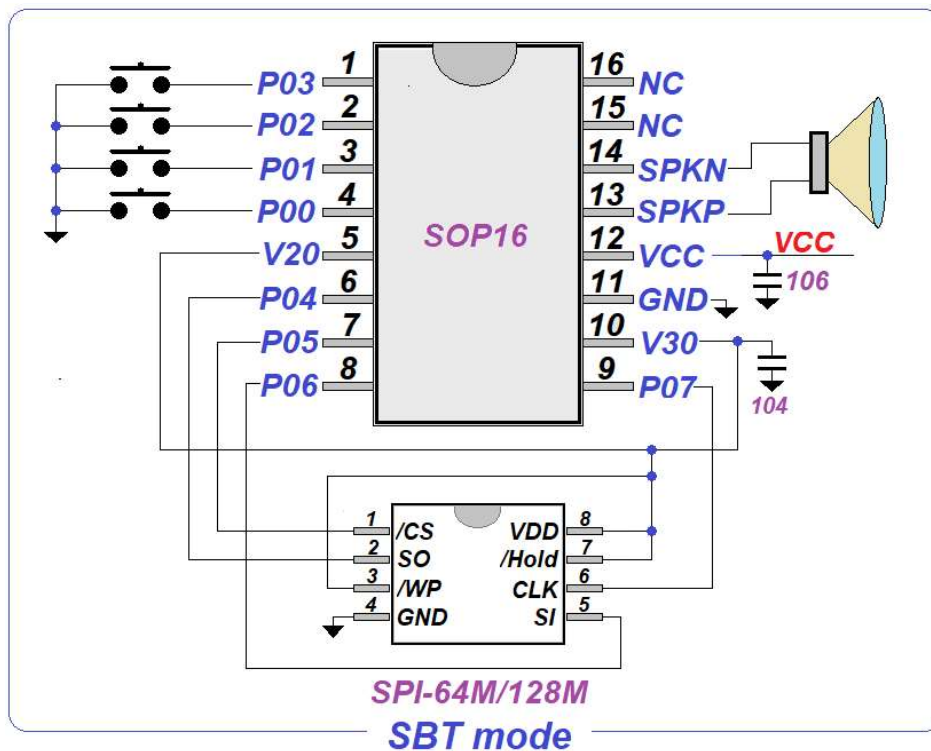 1
16
P03
NC
2
15
P02
NC
3
14
P01
SPKN
4
13
P00
SPKP
SOP16
5
12
V20
VCC
VCC
106
6
11
P04
GND
7
10
P05
V30
8
9
P06
P07
104
1
/CS
VDD
8
2
SO
/Hold
7
3
/WP
CLK
6
4
GND
SI
5
SPI-64M/128M
SBT mode